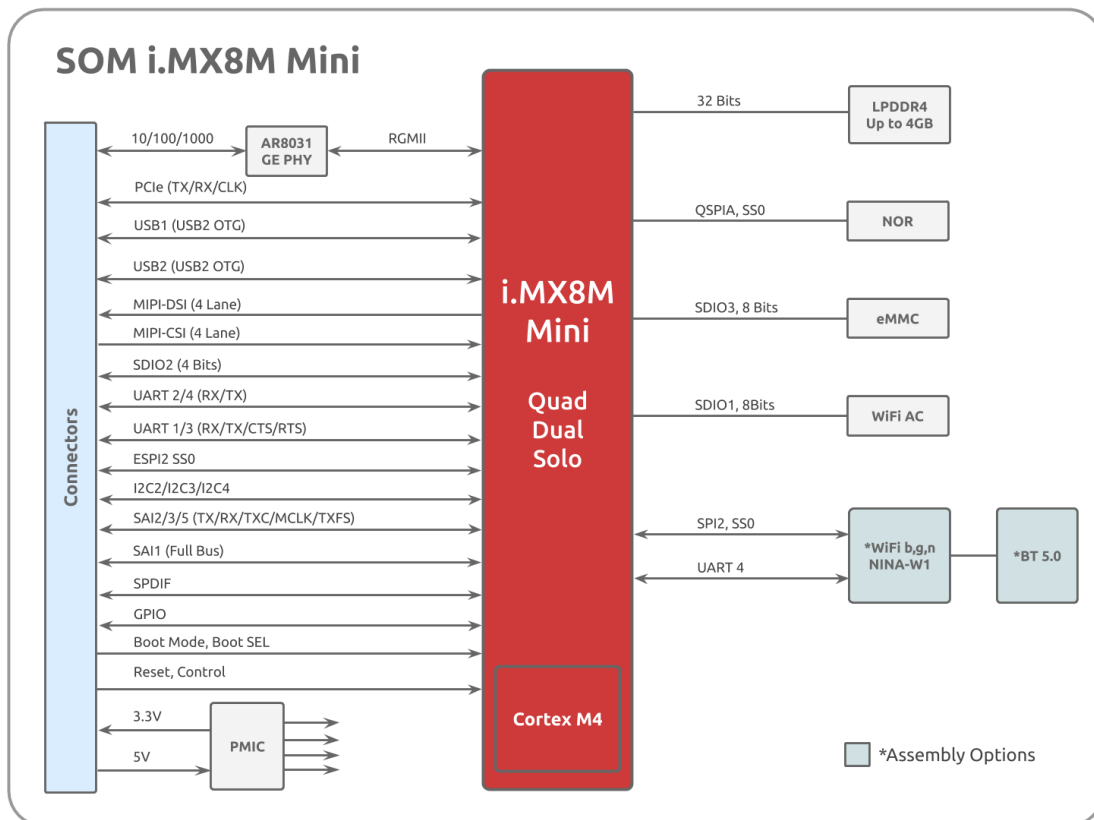 SOM i.MX8M Mini
Connectors
10/100/1000
AR8031
GE PHY
RGMII
PCIe (TX/RX/CLK)
USB1 (USB2 OTG)
USB2 (USB2 OTG)
MIPI-DSI (4 Lane)
MIPI-CSI (4 Lane)
SDIO2 (4 Bits)
UART 2/4 (RX/TX)
UART 1/3 (RX/TX/CTS/RTS)
ESPI2 SS0
I2C2/I2C3/I2C4
SAI2/3/5 (TX/RX/TXC/MCLK/TXFS)
SAI1 (Full Bus)
SPDIF
GPIO
Boot Mode, Boot SEL
Reset, Control
3.3V
5V
PMIC
i.MX8M
Mini
Quad
Dual
Solo
Cortex M4
32 Bits
LPDDR4
Up to 4GB
QSPIA, SS0
NOR
SDIO3, 8 Bits
eMMC
SDIO1, 8Bits
WiFi AC
SPI2, SS0
UART 4
*WiFi b,g,n
NINA-W1
*BT 5.0
*Assembly Options